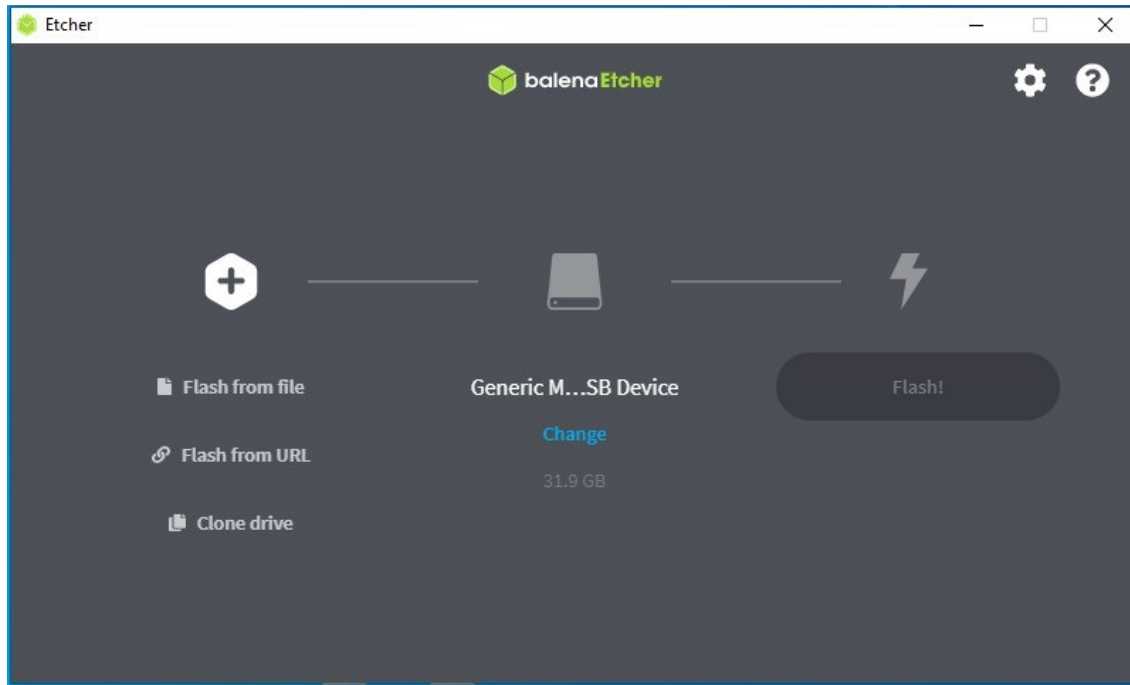 Etcher
balenaEtcher
Flash from file
Flash from URL
Clone drive
Generic M...SB Device
Change
31.9 GB
Flash!